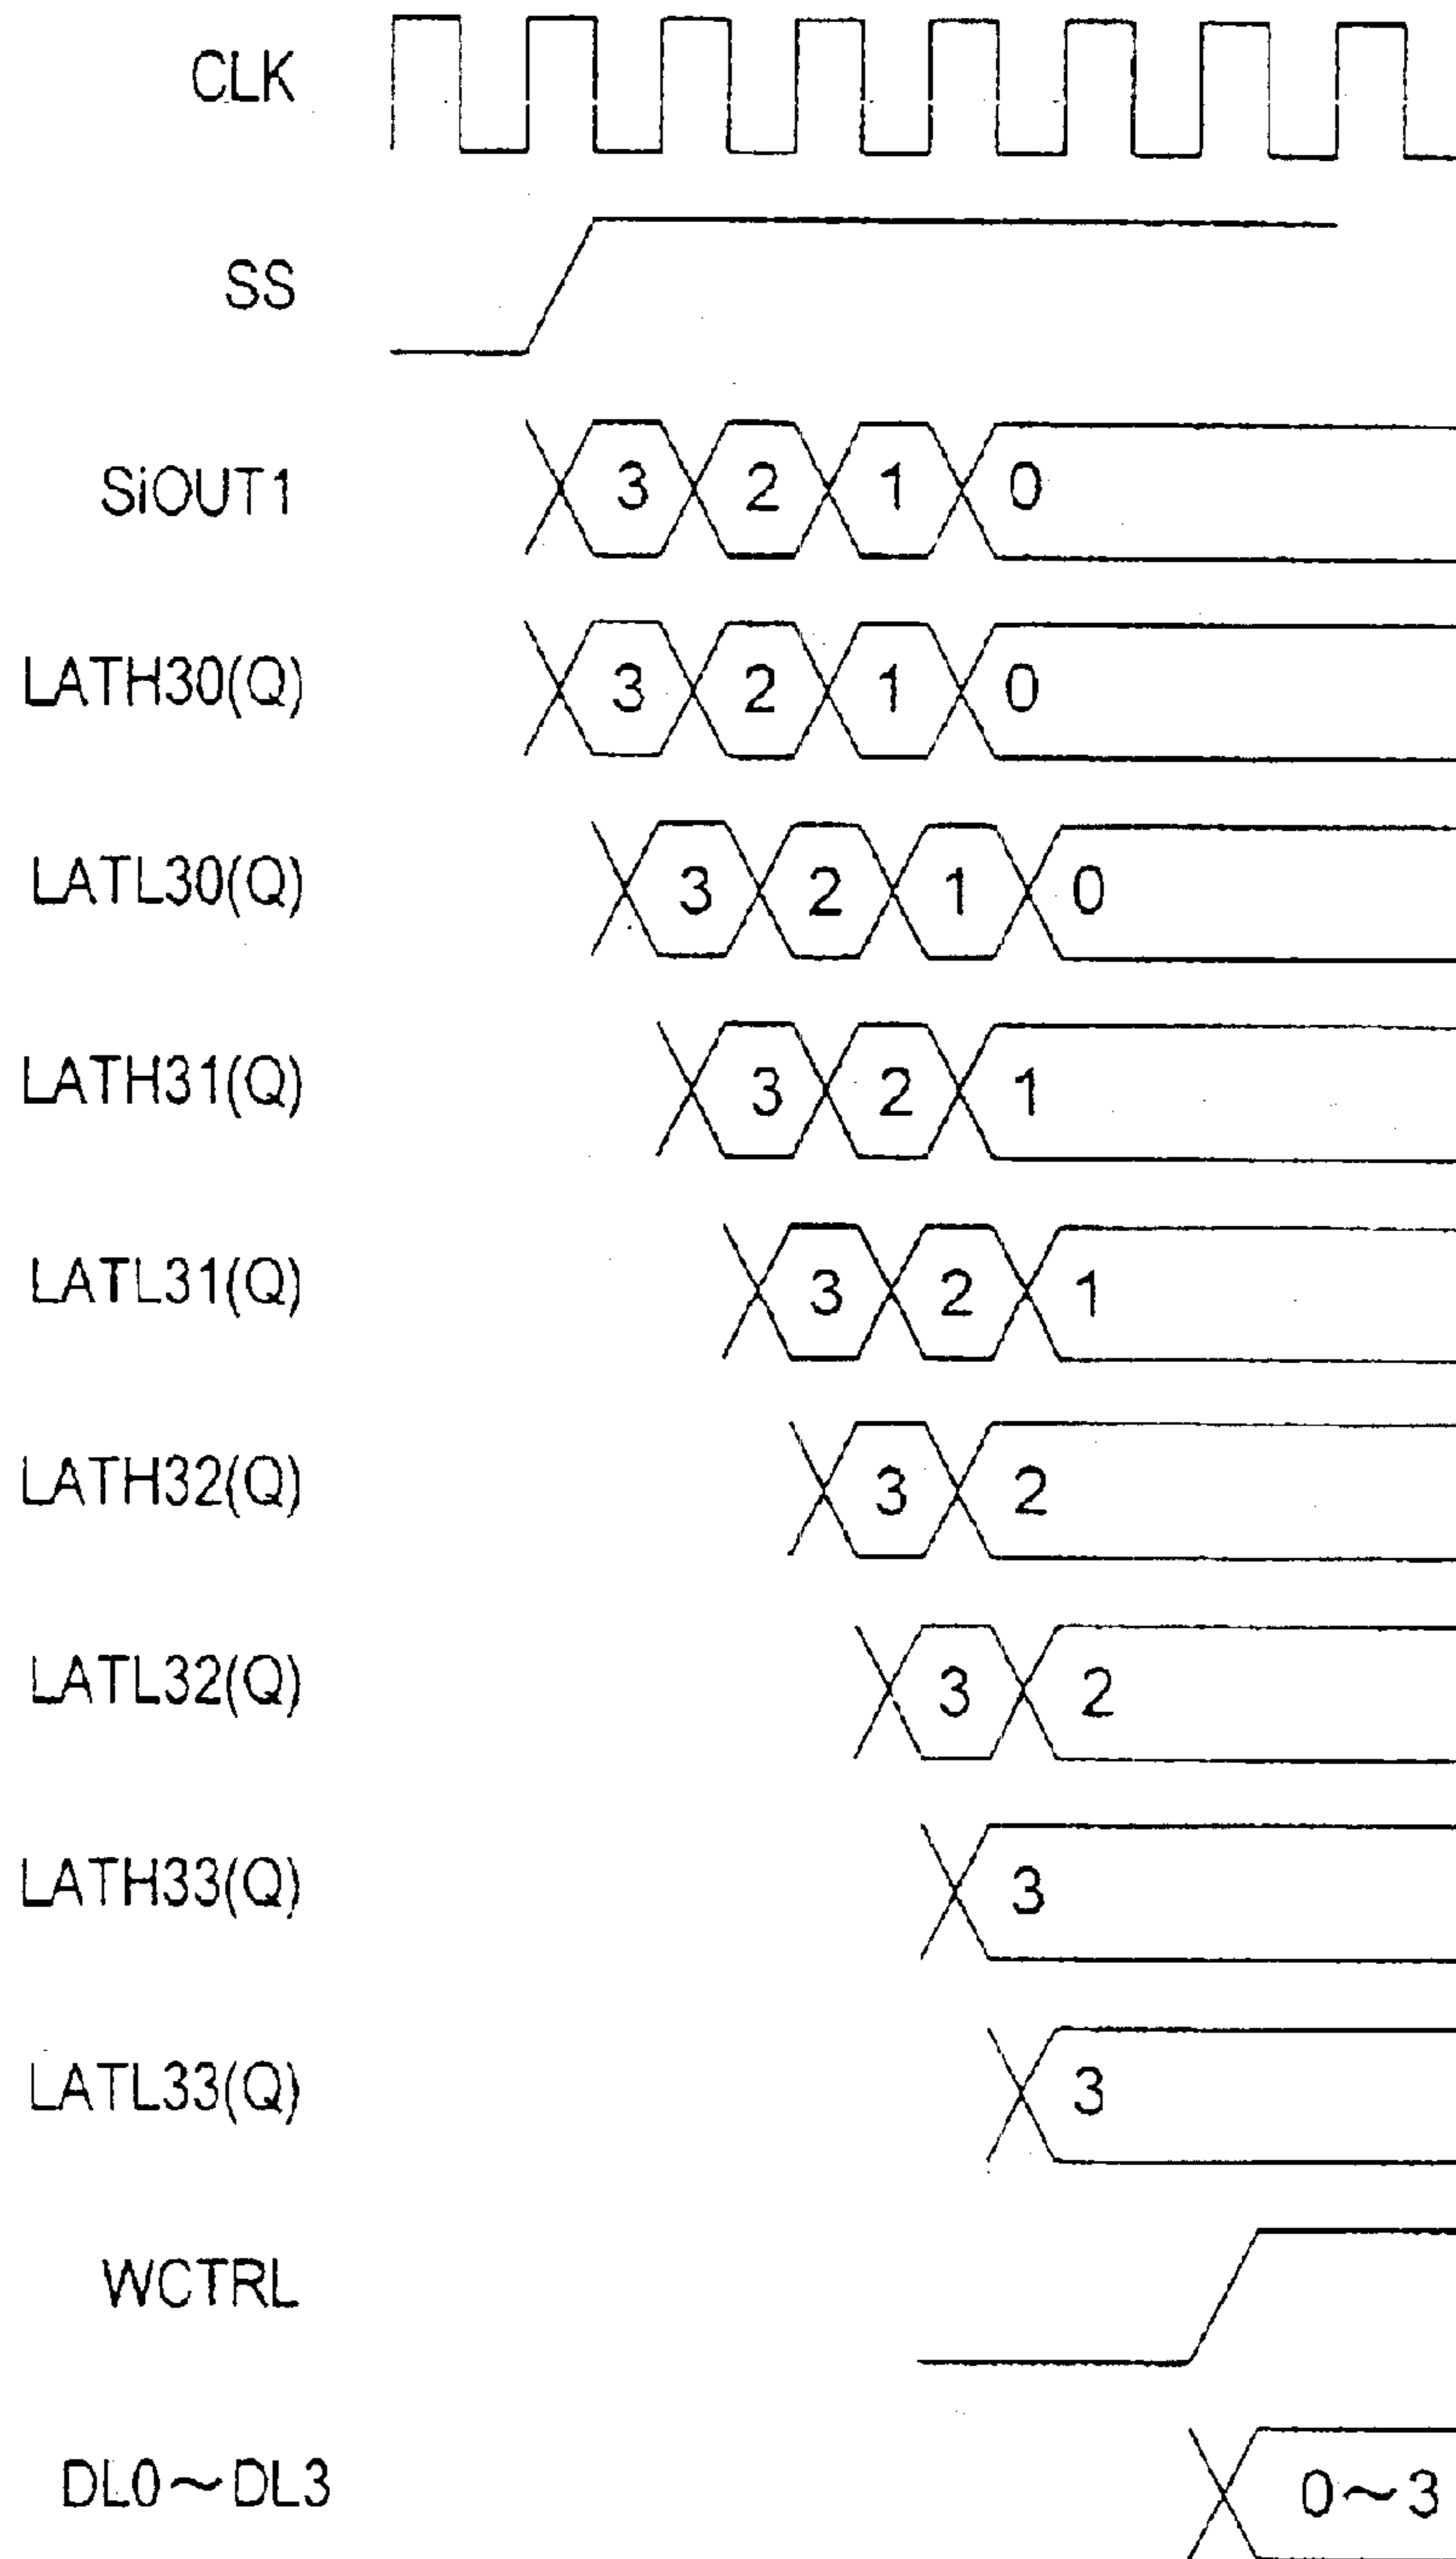 CLK
SS
SiOUT1 3 2 1 0
LATH30(Q) 3 2 1 0
LATL30(Q) 3 2 1 0
LATH31(Q) 3 2 1
LATL31(Q) 3 2 1
LATH32(Q) 3 2
LATL32(Q) 3 2
LATH33(Q) 3
LATL33(Q) 3
WCTRL
DL0～DL3 0～3